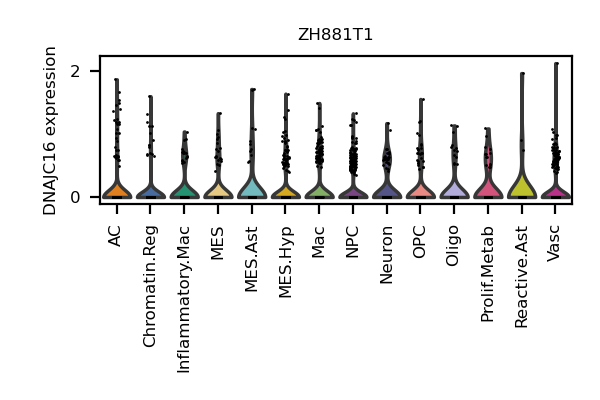 ZH881T1
DNAJC16 expression
2
0
AC
Chromatin.Reg
Inflammatory.Mac
MES
MES.Ast
MES.Hyp
Mac
NPC
Neuron
OPC
Oligo
Prolif.Metab
Reactive.Ast
Vasc